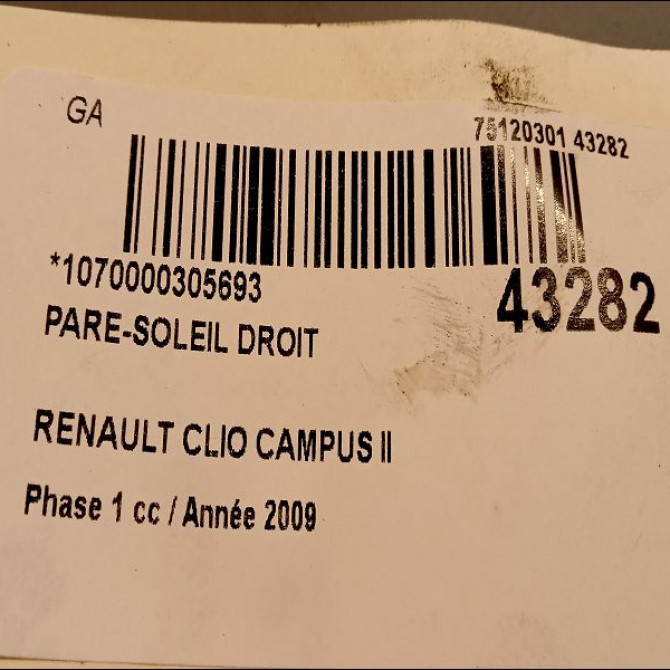 GA
75120301 43282
*1070000305693
43282
PARE-SOLEIL DROIT
RENAULT CLIO CAMPUS II
Phase 1 cc / Année 2009